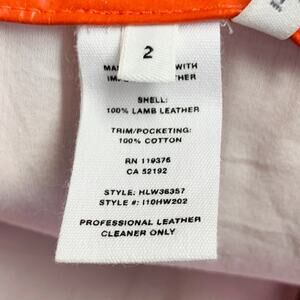 2
MA WITH
IM THER
SHELL:
100% LAMB LEATHER
TRIM/POCKETING:
100% COTTON
RN 119376
CA 52192
STYLE: HLW36357
STYLE #: I10HW202
PROFESSIONAL LEATHER
CLEANER ONLY